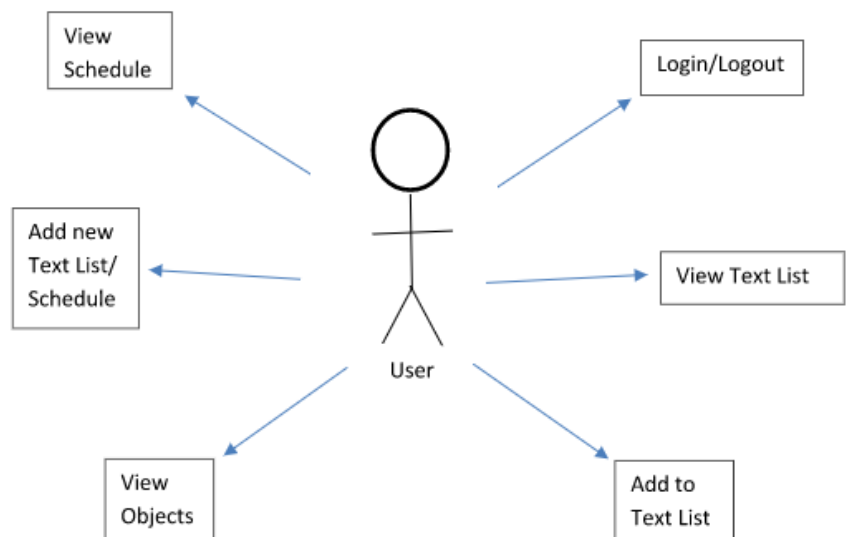 View
Schedule
Login/Logout
Add new
Text List/
Schedule
View Text List
User
View
Objects
Add to
Text List